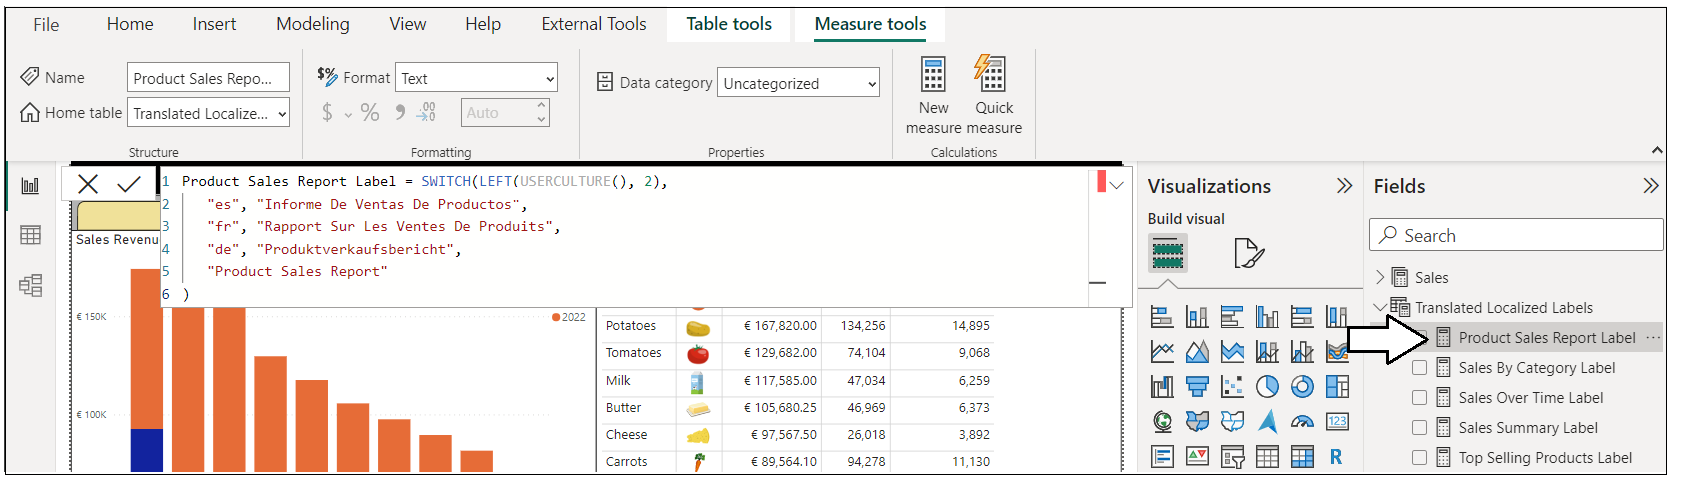 File Home Insert Modeling View Help External Tools Table tools Measure tools
Name Product Sales Repo... $% Format Text Data category Uncategorized
Home table Translated Localize... $ % 9 .00 .0 Auto
New measure Quick measure
Structure Formatting Properties Calculations
1 Product Sales Report Label = SWITCH(LEFT(USERCULTURE(), 2),
2 "es", "Informe De Ventas De Productos",
3 "fr", "Rapport Sur Les Ventes De Produits",
4 "de", "Produktverkaufsbericht",
5 "Product Sales Report"
6 )
Sales Revenu
€ 150K
€ 100K
2022
Potatoes € 167,820.00 134,256 14,895
Tomatoes € 129,682.00 74,104 9,068
Milk € 117,585.00 47,034 6,259
Butter € 105,680.25 46,969 6,373
Cheese € 97,567.50 26,018 3,892
Carrots € 89,564.10 94,278 11,130
Visualizations
Build visual
123
R
Fields
Search
Sales
Translated Localized Labels
Product Sales Report Label ...
Sales By Category Label
Sales Over Time Label
Sales Summary Label
Top Selling Products Label